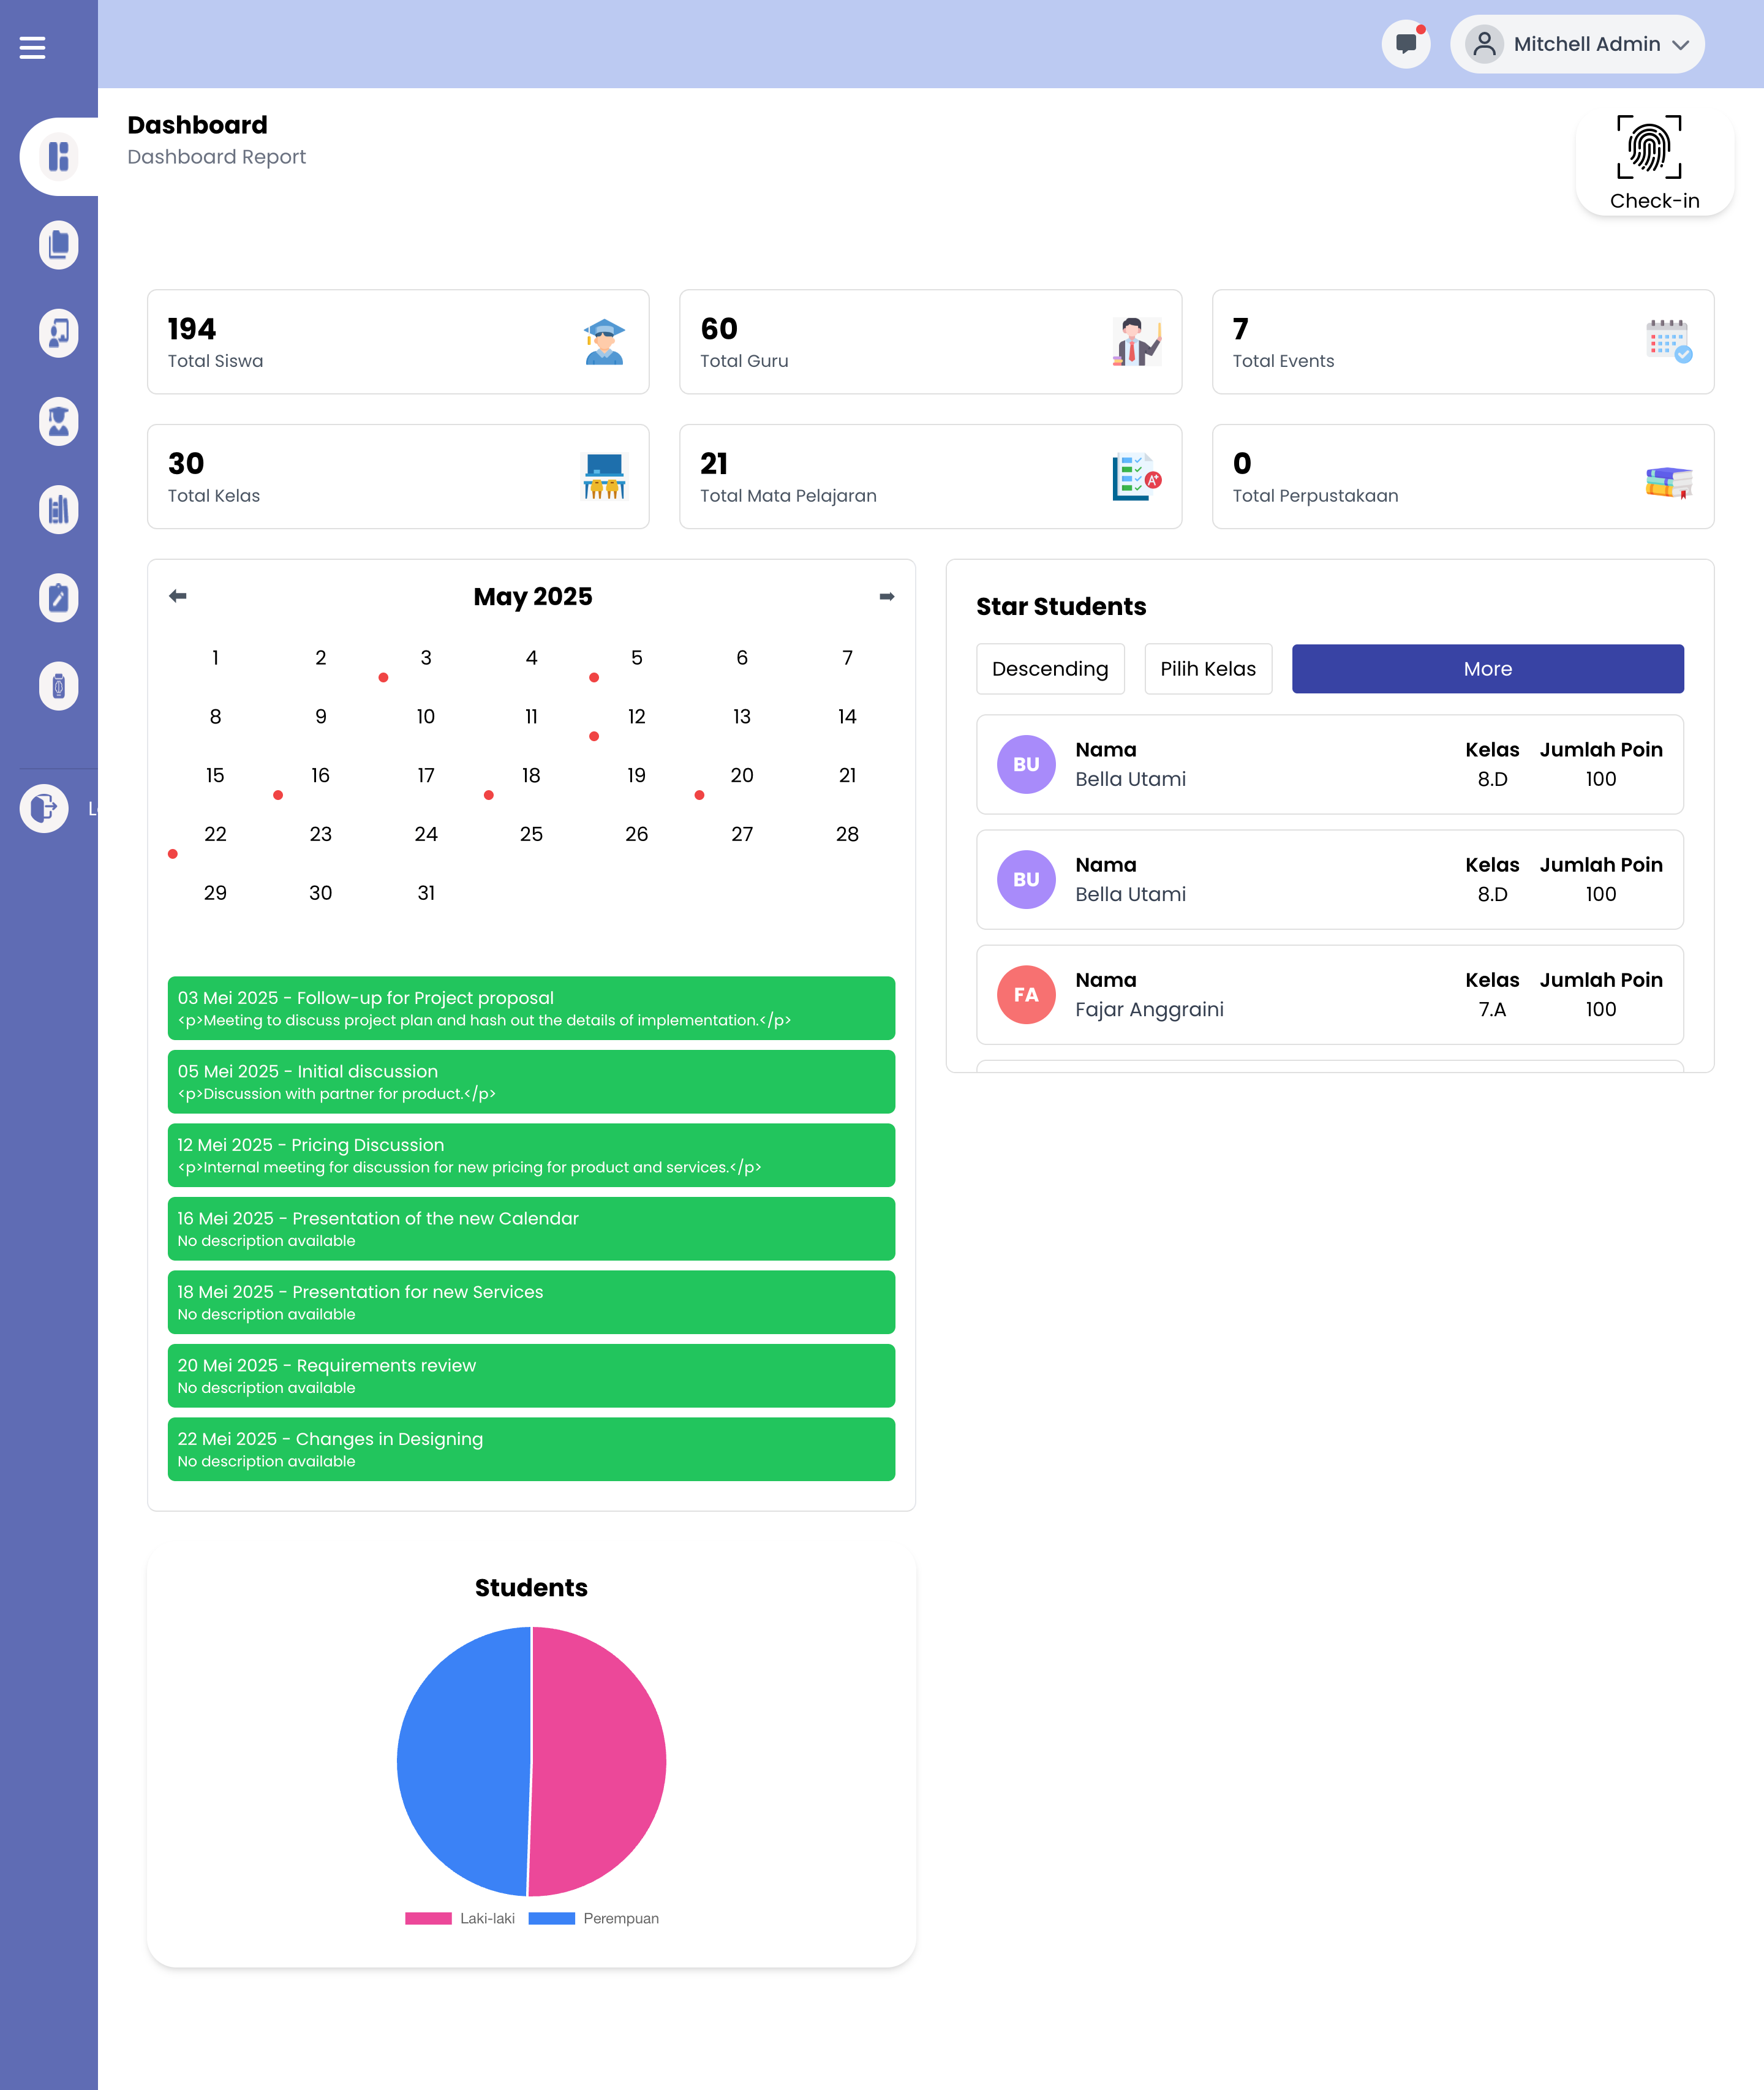 Mitchell Admin
Dashboard
Dashboard Report
Check-in
194
Total Siswa
60
Total Guru
7
Total Events
30
Total Kelas
21
Total Mata Pelajaran
A+
0
Total Perpustakaan
L
May 2025
1 2 3 4 5 6 7
8 9 10 11 12 13 14
15 16 17 18 19 20 21
22 23 24 25 26 27 28
29 30 31
03 Mei 2025 - Follow-up for Project proposal
<p>Meeting to discuss project plan and hash out the details of implementation.</p>
05 Mei 2025 - Initial discussion
<p>Discussion with partner for product.</p>
12 Mei 2025 - Pricing Discussion
<p>Internal meeting for discussion for new pricing for product and services.</p>
16 Mei 2025 - Presentation of the new Calendar
No description available
18 Mei 2025 - Presentation for new Services
No description available
20 Mei 2025 - Requirements review
No description available
22 Mei 2025 - Changes in Designing
No description available
Star Students
Descending Pilih Kelas More
BU
Nama Kelas Jumlah Poin
Bella Utami 8.D 100
BU
Nama Kelas Jumlah Poin
Bella Utami 8.D 100
FA
Nama Kelas Jumlah Poin
Fajar Anggraini 7.A 100
Students
Laki-laki Perempuan